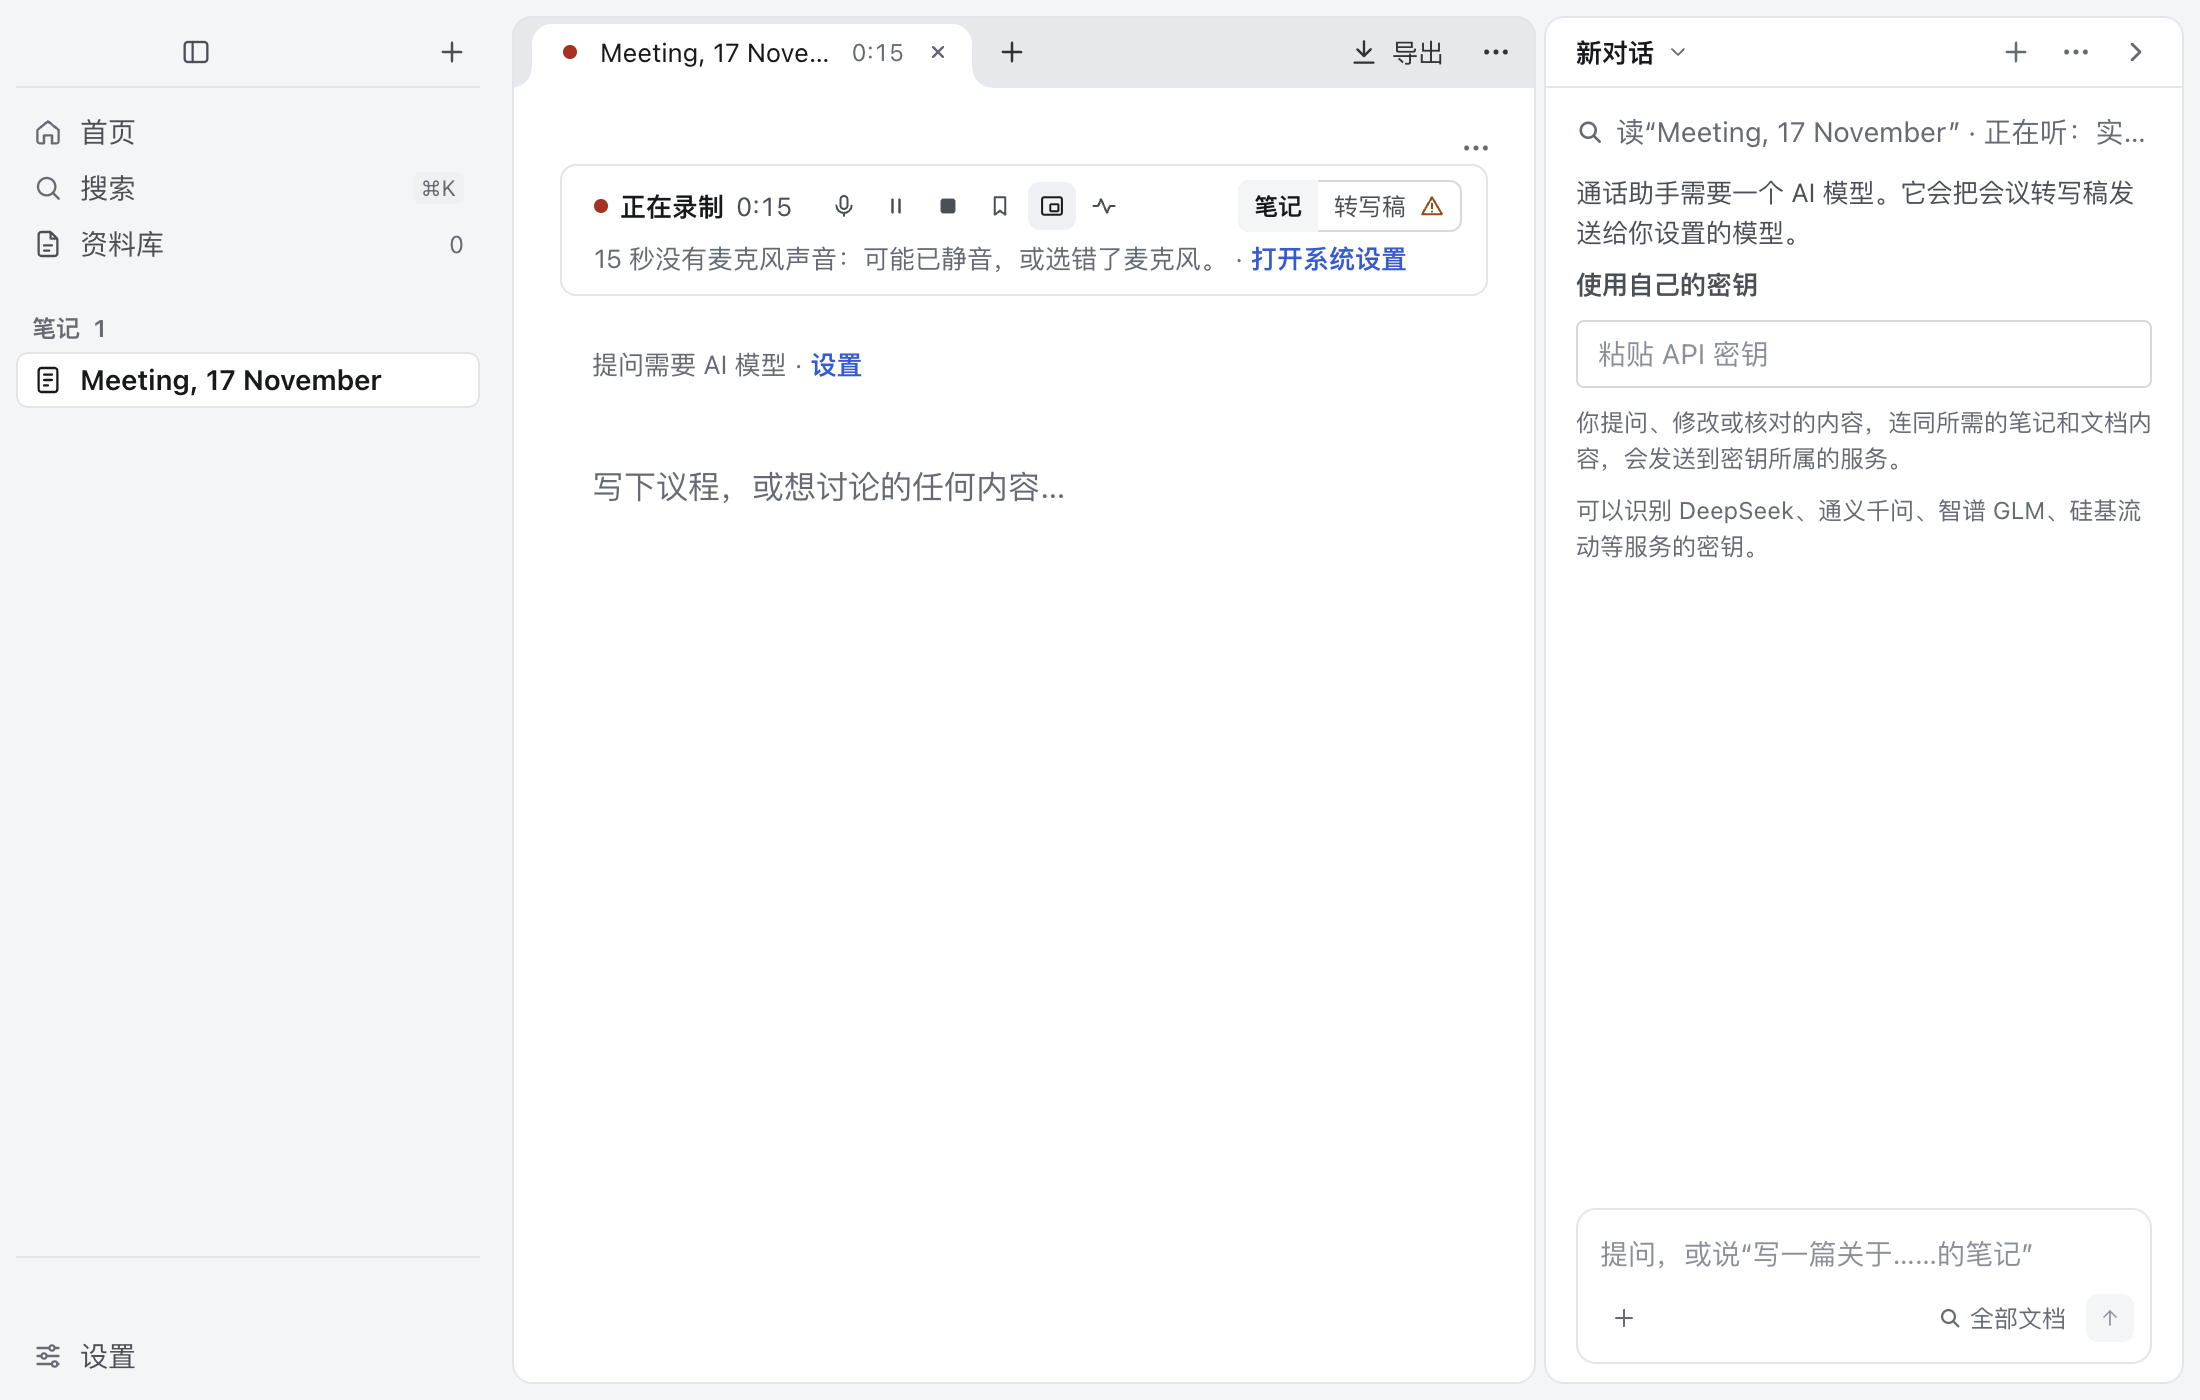 首页
搜索 ⌘K
资料库 0
笔记 1
Meeting, 17 November
设置
Meeting, 17 Nove... 0:15
导出
正在录制 0:15
笔记 转写稿
15 秒没有麦克风声音：可能已静音，或选错了麦克风。 · 打开系统设置
提问需要 AI 模型 · 设置
写下议程，或想讨论的任何内容...
新对话
读“Meeting, 17 November” · 正在听：实...
通话助手需要一个 AI 模型。它会把会议转写稿发
送给你设置的模型。
使用自己的密钥
粘贴 API 密钥
你提问、修改或核对的内容，连同所需的笔记和文档内
容，会发送到密钥所属的服务。
可以识别 DeepSeek、通义千问、智谱 GLM、硅基流
动等服务的密钥。
提问，或说“写一篇关于……的笔记”
全部文档